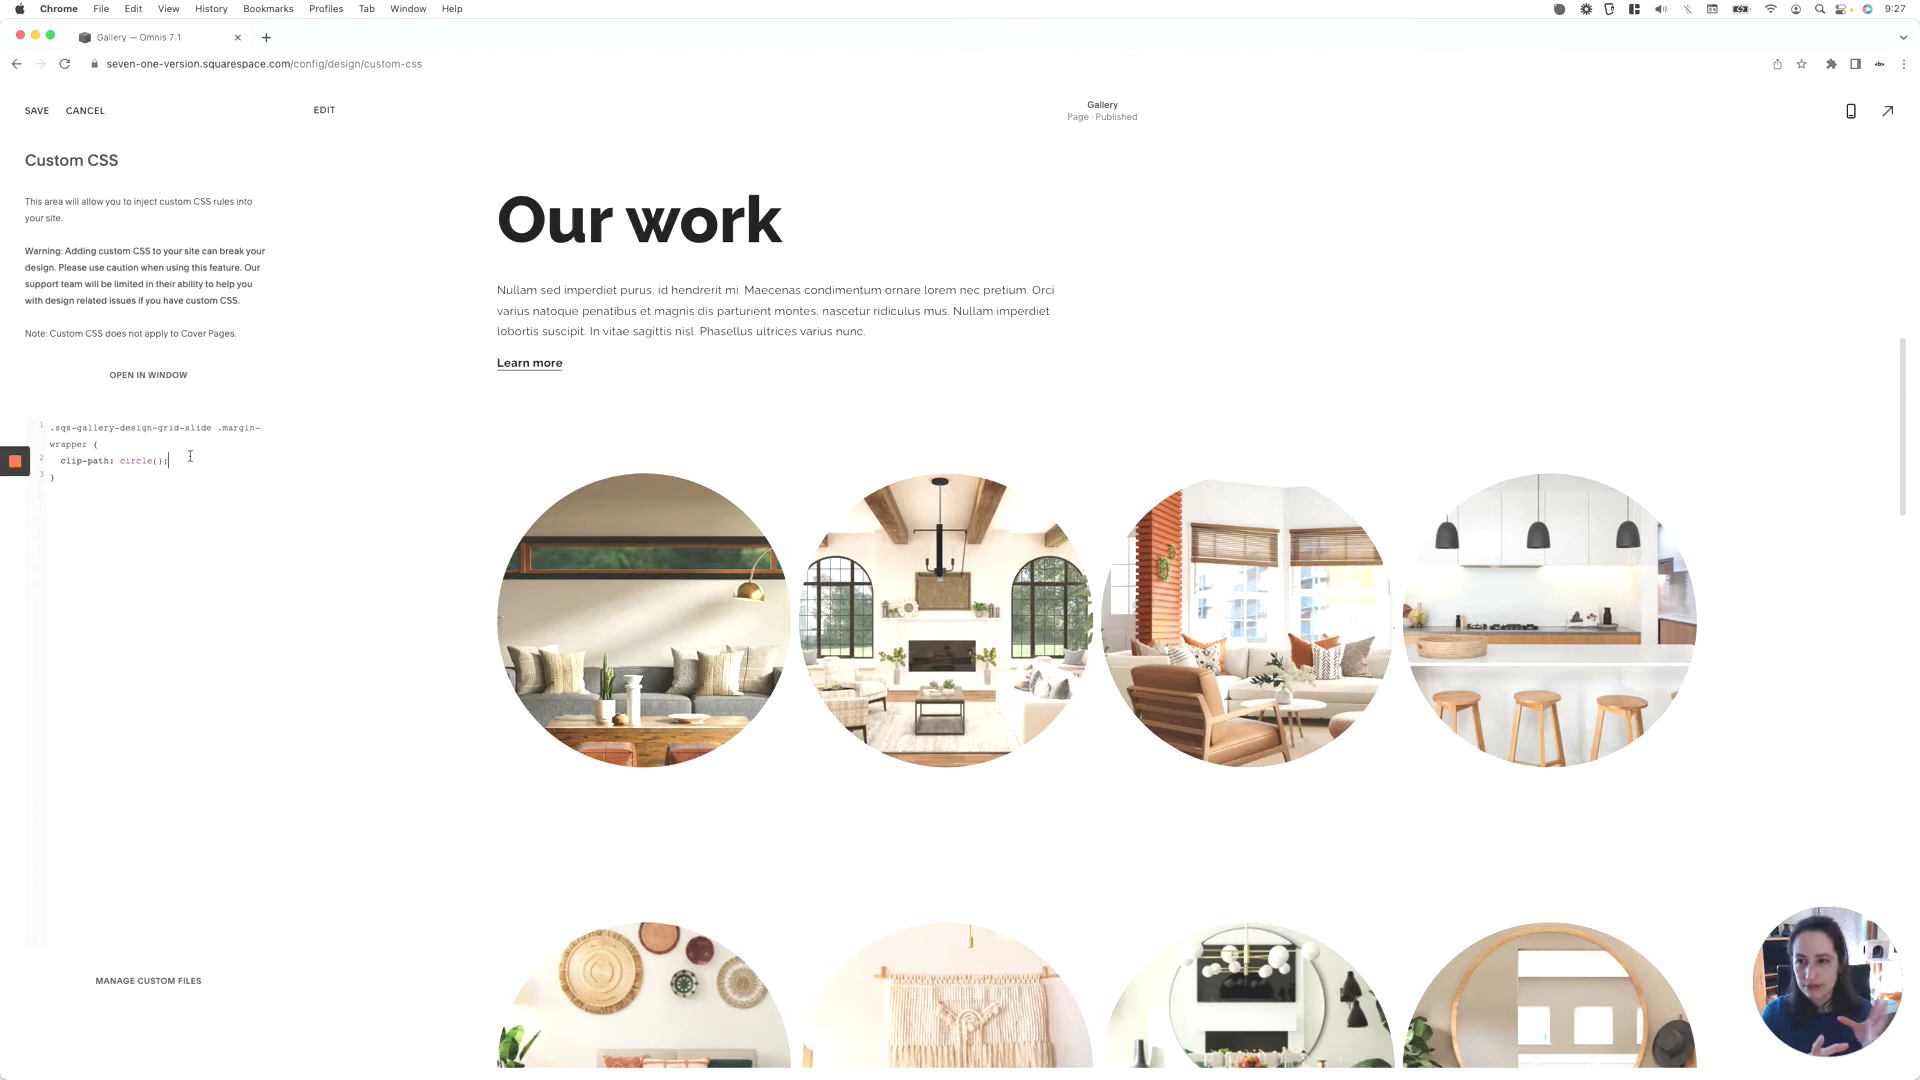 Chrome File Edit View History Bookmarks Profiles Tab Window Help 9:27
Gallery — Omnis 7.1
seven-one-version.squarespace.com/config/design/custom-css
SAVE CANCEL EDIT
Gallery
Page · Published
Custom CSS
This area will allow you to inject custom CSS rules into
your site.
Warning: Adding custom CSS to your site can break your
design. Please use caution when using this feature. Our
support team will be limited in their ability to help you
with design related issues if you have custom CSS.
Note: Custom CSS does not apply to Cover Pages.
OPEN IN WINDOW
1 .sqs-gallery-design-grid-slide .margin-
wrapper {
2 clip-path: circle();
3 }
MANAGE CUSTOM FILES
Our work
Nullam sed imperdiet purus, id hendrerit mi. Maecenas condimentum ornare lorem nec pretium. Orci
varius natoque penatibus et magnis dis parturient montes, nascetur ridiculus mus. Nullam imperdiet
lobortis suscipit. In vitae sagittis nisl. Phasellus ultrices varius nunc.
Learn more